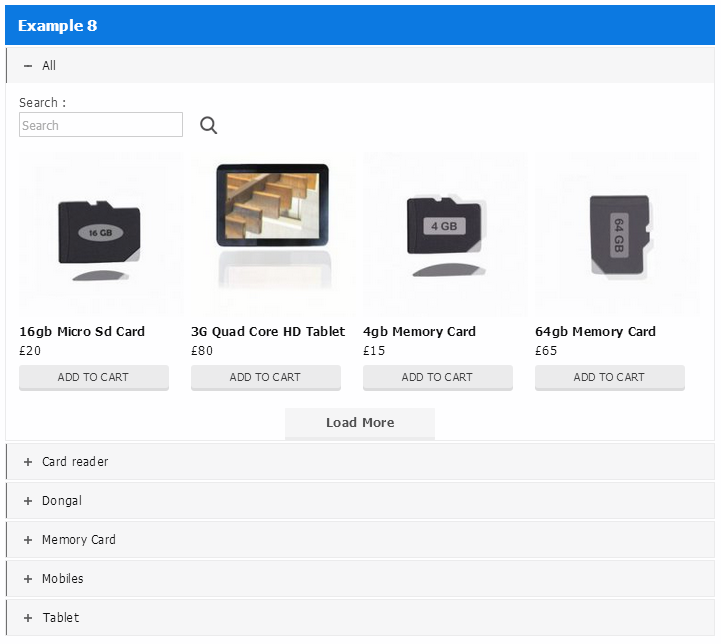 Example 8
All
Search :
Search
16 GB
4 GB
64 GB
16gb Micro Sd Card
£20
ADD TO CART
3G Quad Core HD Tablet
£80
ADD TO CART
4gb Memory Card
£15
ADD TO CART
64gb Memory Card
£65
ADD TO CART
Load More
Card reader
Dongal
Memory Card
Mobiles
Tablet